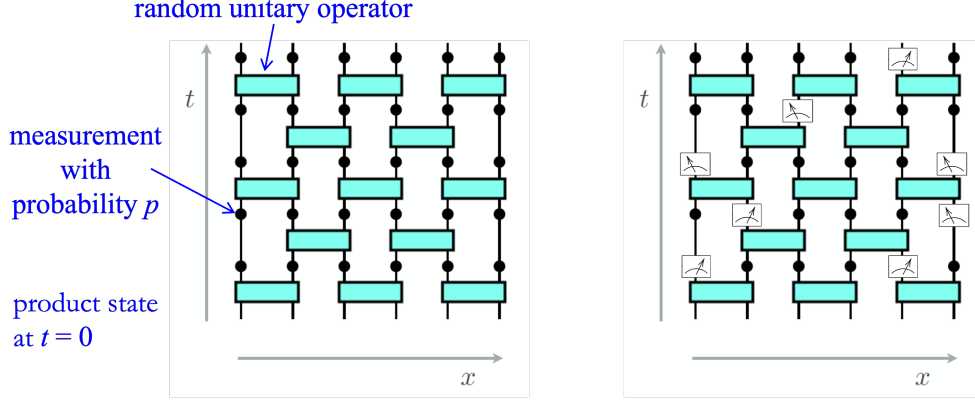 random unitary operator
t
measurement
with
probability p
product state
at t = 0
x
t
x